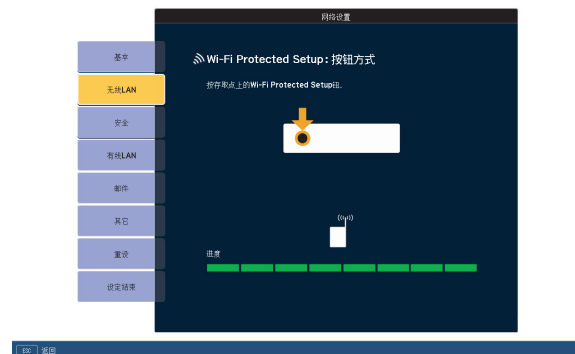 网络设置
基本
无线LAN
安全
有线LAN
邮件
其它
重设
设定结束
Wi-Fi Protected Setup：按钮方式
按存取点上的Wi-Fi Protected Setup钮。
进度
ESC 返回